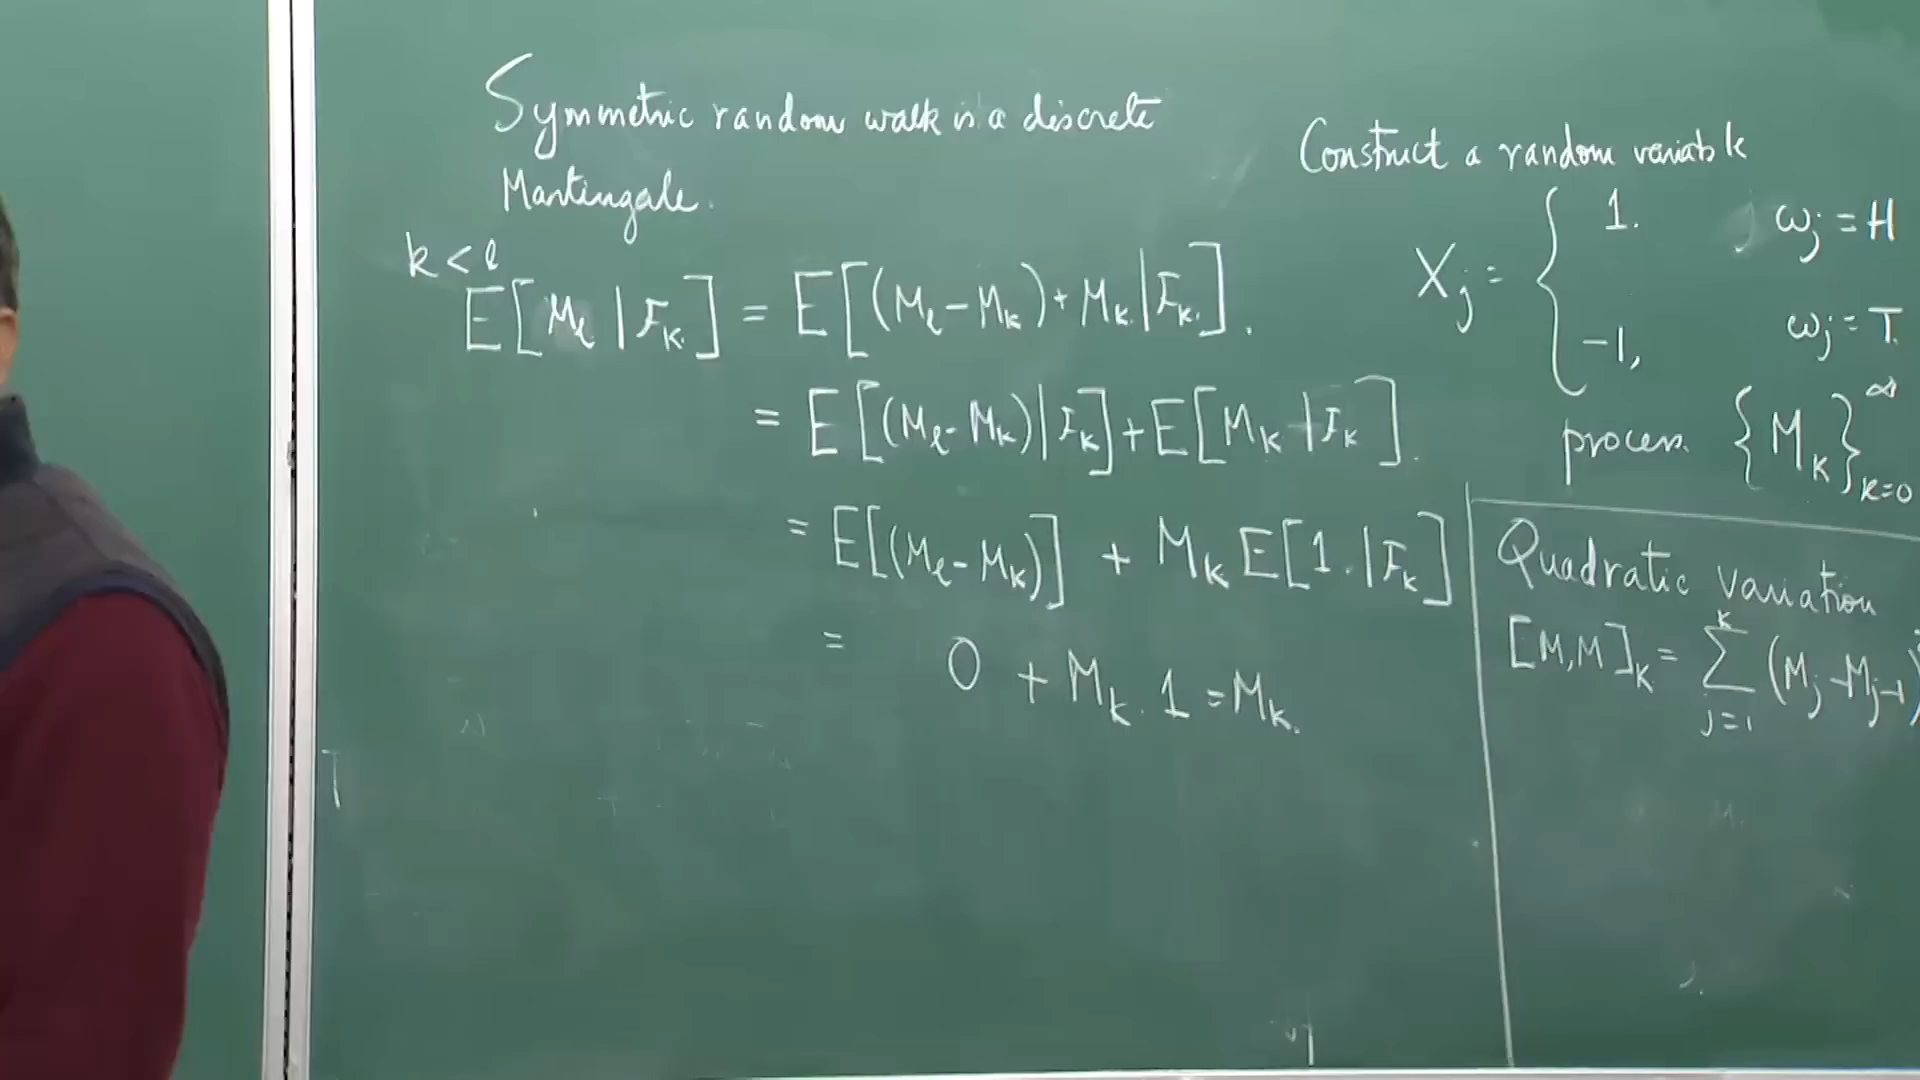 Symmetric random walk is a discrete
Martingale.
k < l
E[M_l | F_k] = E[(M_l - M_k) + M_k | F_k].
= E[(M_l - M_k) | F_k] + E[M_k | F_k].
= E[(M_l - M_k)] + M_k E[1. | F_k]
= 0 + M_k . 1 = M_k.
Construct a random variable
X_j = { 1. , ω_j = H
-1, ω_j = T.
process {M_k}_{k=0}^∞
Quadratic variation
[M,M]_k = Σ_{j=1}^{k} (M_j - M_{j-1})^2